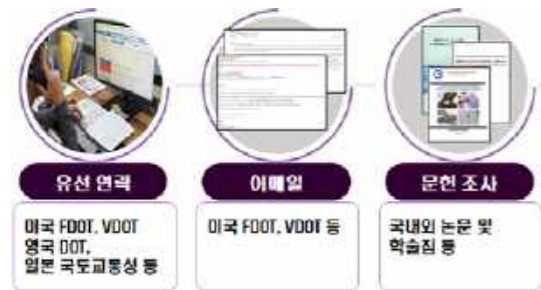 유선 연락
이메일
문헌 조사
미국 FDOT, VDOT
영국 DOT,
일본 국토교통성 등
미국 FDOT, VDOT 등
국내외 논문 및
학술집 등